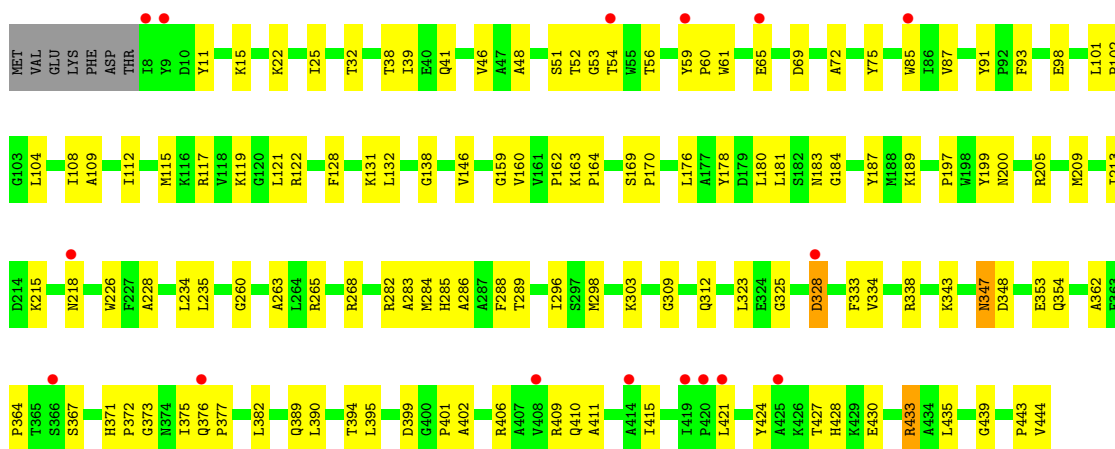 MET VAL GLU LYS PHE ASP THR I8 Y9 D10 Y11 K15 K22 I25 T32 T38 I39 E40 Q41 V46 A47 A48 S51 T52 G53 T54 W55 T56 Y59 P60 W61 E65 D69 A72 Y75 W85 I86 V87 Y91 P92 F93 E98 L101
G103 L104 I108 A109 I112 M115 K116 R117 V118 K119 G120 L121 R122 F128 K131 L132 G138 V146 G159 V160 V161 P162 K163 P164 S169 P170 L176 A177 Y178 D179 L180 L181 S182 N183 G184 Y187 M188 K189 P197 W198 Y199 N200 R205 M209 I213
D214 K215 N218 W226 F227 A228 L234 L235 G260 A263 L264 R265 R268 R282 A283 M284 H285 A286 A287 F288 T289 I296 S297 M298 K303 G309 Q312 L323 E324 G325 D328 F333 V334 R338 K343 N347 D348 E353 Q354 A362
P364 T365 S366 S367 H371 P372 G373 N374 I375 Q376 P377 L382 Q389 L390 T394 L395 D399 G400 P401 A402 R406 A407 V408 R409 Q410 A411 A414 I415 I419 P420 L421 Y424 A425 K426 T427 H428 K429 E430 R433 A434 L435 G439 P443 V444